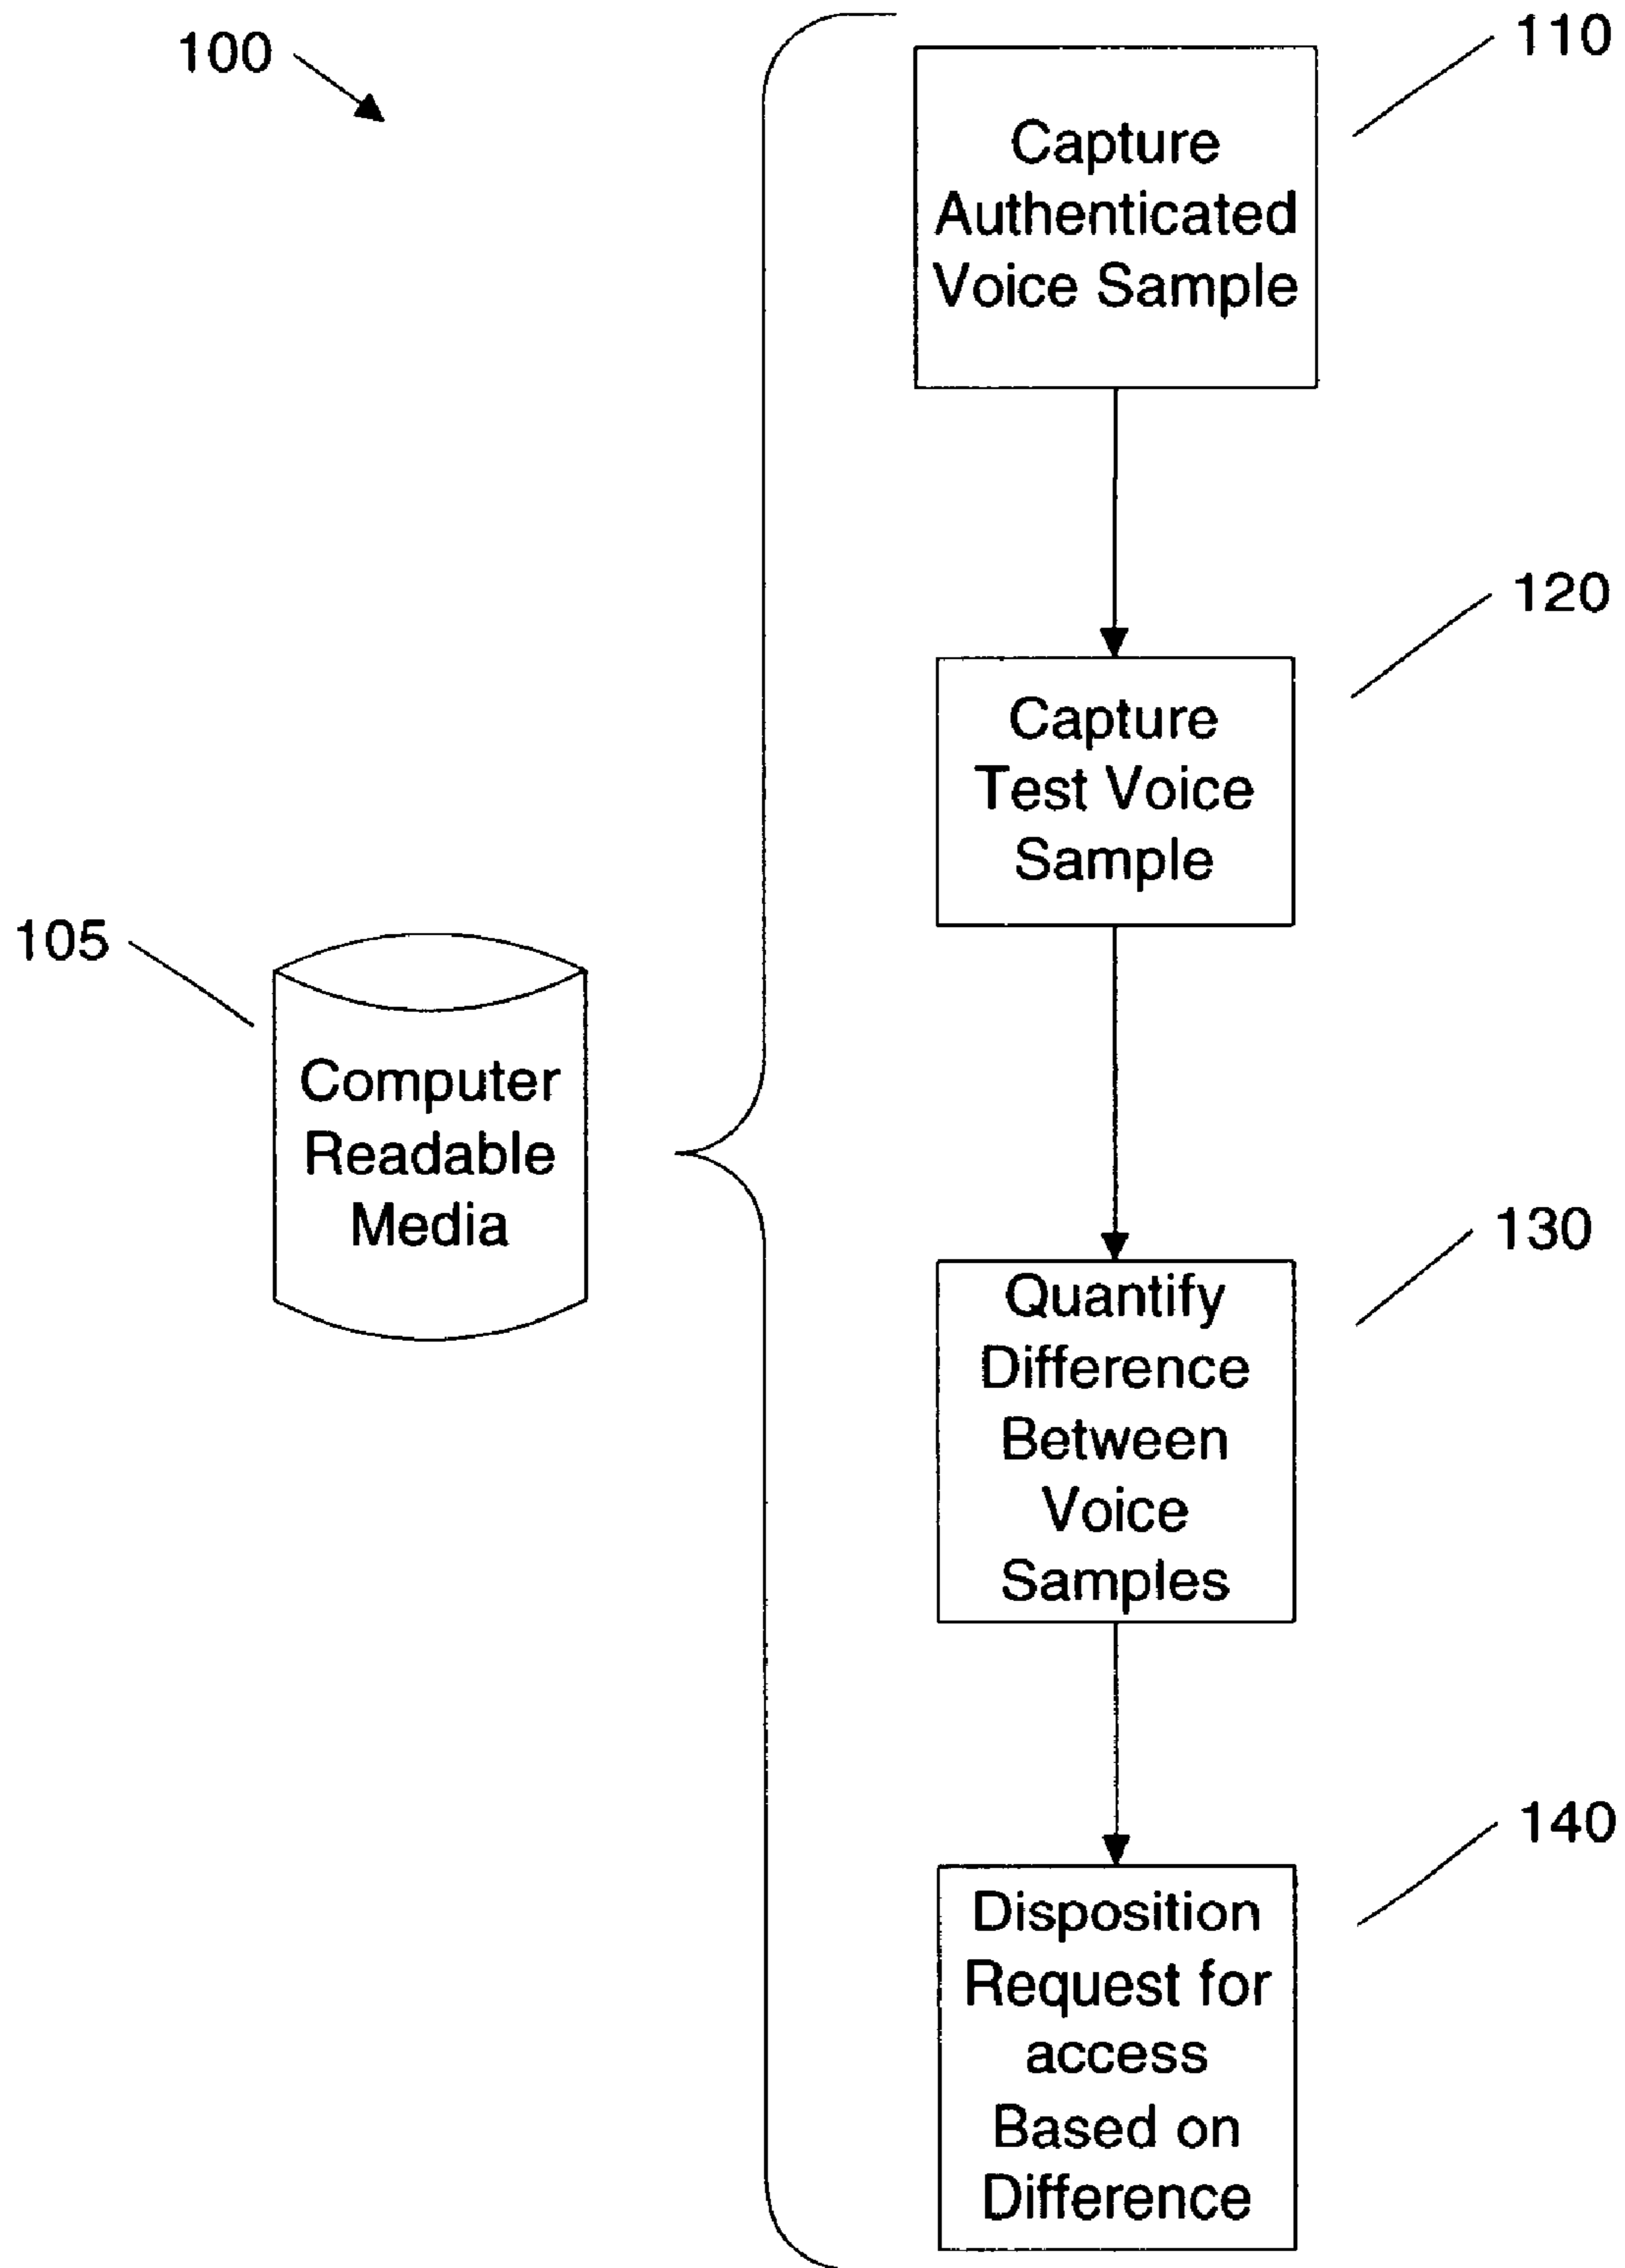 100
110
Capture
Authenticated
Voice Sample
120
Capture
Test Voice
Sample
105
Computer
Readable
Media
130
Quantify
Difference
Between
Voice
Samples
140
Disposition
Request for
access
Based on
Difference